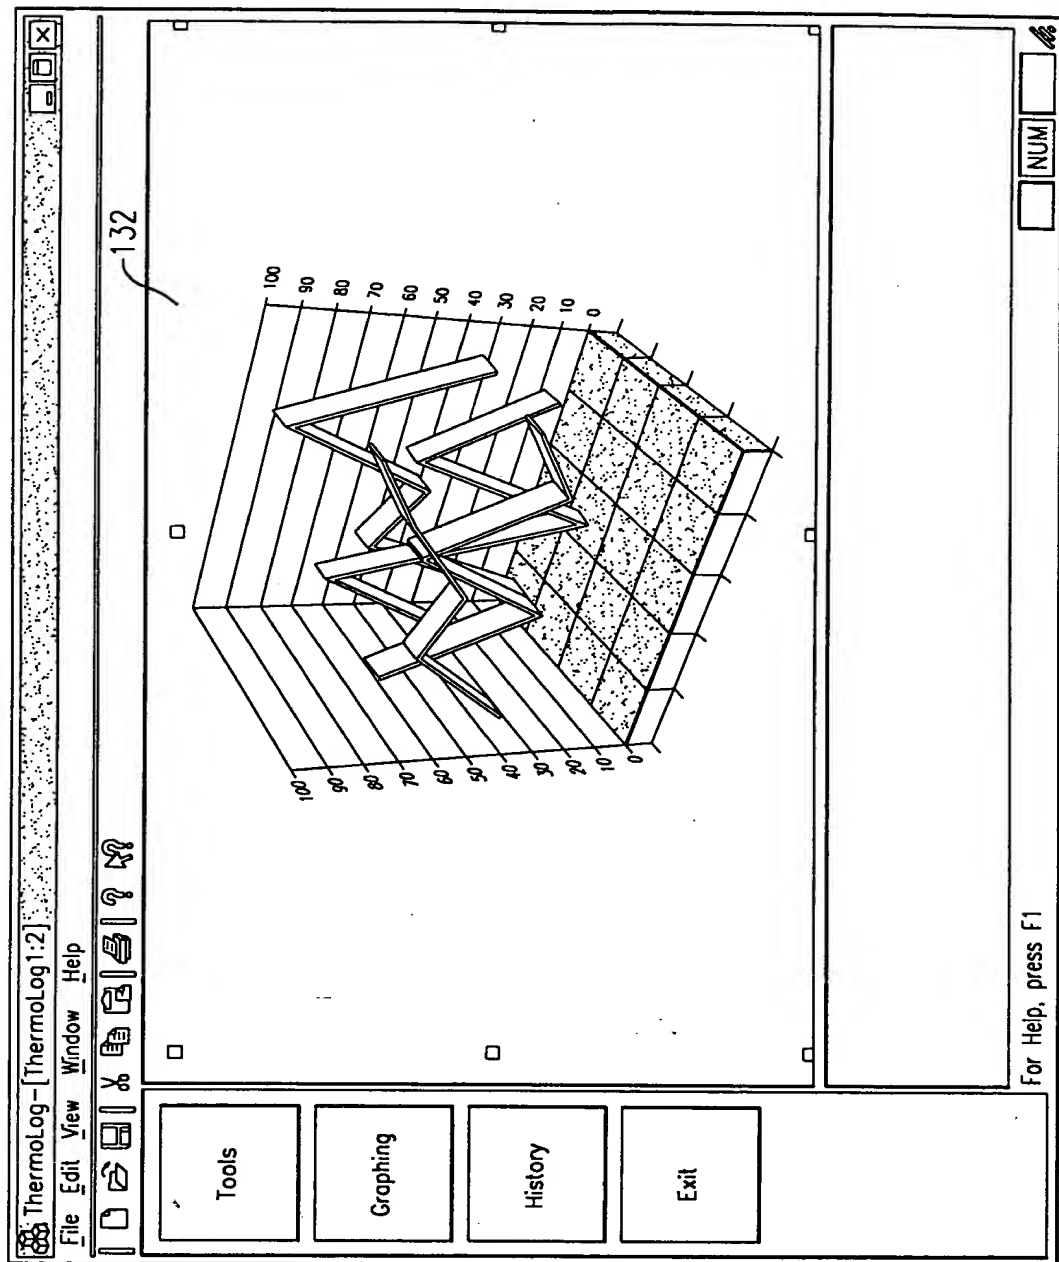 ThermoLog-[ThermoLog1:2]
File Edit View Window Help
132
Tools
Graphing
History
Exit
100
90
80
70
60
50
40
30
20
10
0
100
90
80
70
60
50
40
30
20
10
0
For Help, press F1
NUM